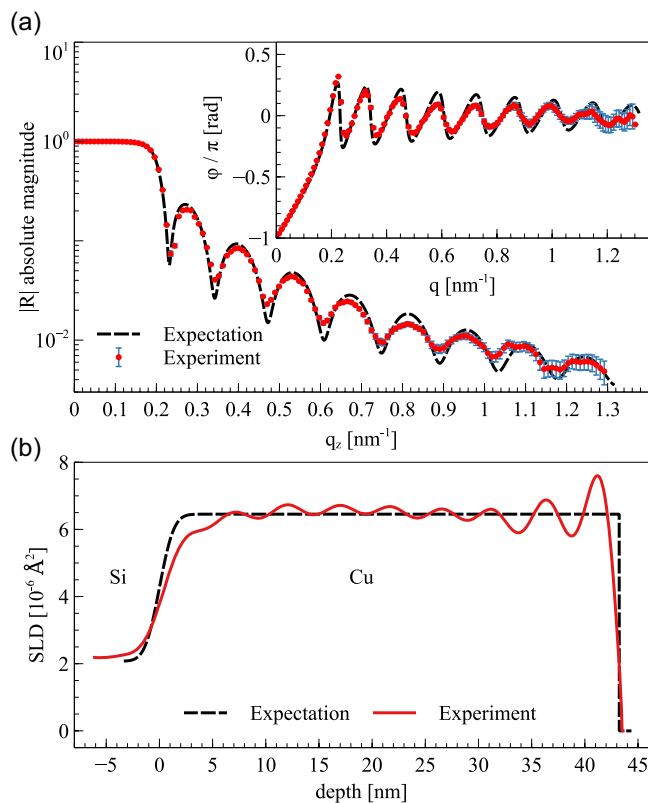 (a)
10¹
10⁰
10⁻²
|R| absolute magnitude
0 0.1 0.2 0.3 0.4 0.5 0.6 0.7 0.8 0.9 1 1.1 1.2 1.3
q_z [nm⁻¹]
Expectation
Experiment
0.5
0
−0.5
−1
φ / π [rad]
0 0.2 0.4 0.6 0.8 1 1.2
q [nm⁻¹]
(b)
8
6
4
2
0
SLD [10⁻⁶ Å²]
Si
Cu
Expectation
Experiment
−5 0 5 10 15 20 25 30 35 40 45
depth [nm]